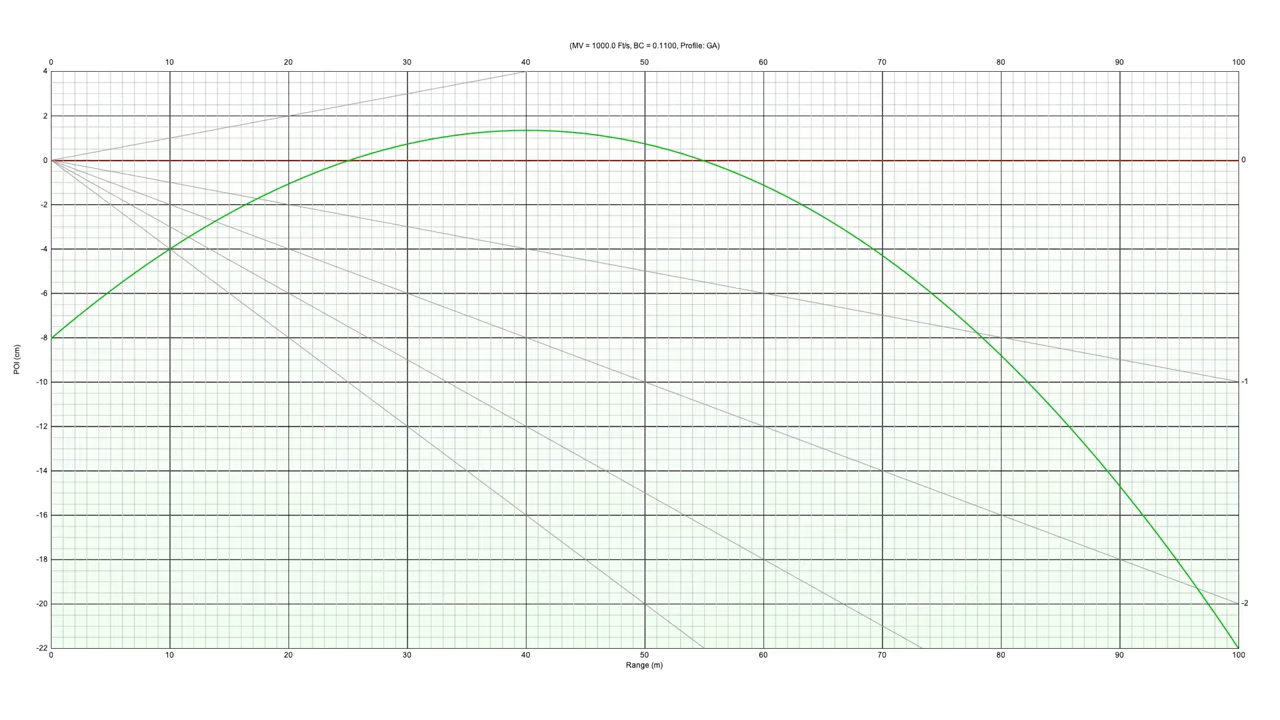 (MV = 1000.0 Ft/s, BC = 0.1100, Profile: GA)
0 10 20 30 40 50 60 70 80 90 100
4
2
0 0
-2
-4
-6
-8
POI (cm)
-10 -1
-12
-14
-16
-18
-20 -2
-22
0 10 20 30 40 50 60 70 80 90 100
Range (m)